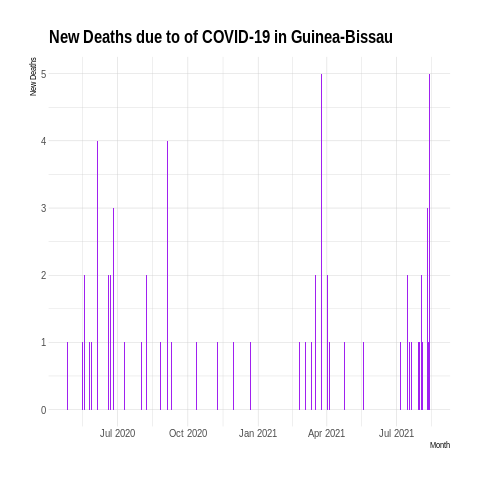 New Deaths due to of COVID-19 in Guinea-Bissau
New Deaths
5
4
3
2
1
0
Jul 2020 Oct 2020 Jan 2021 Apr 2021 Jul 2021
Month